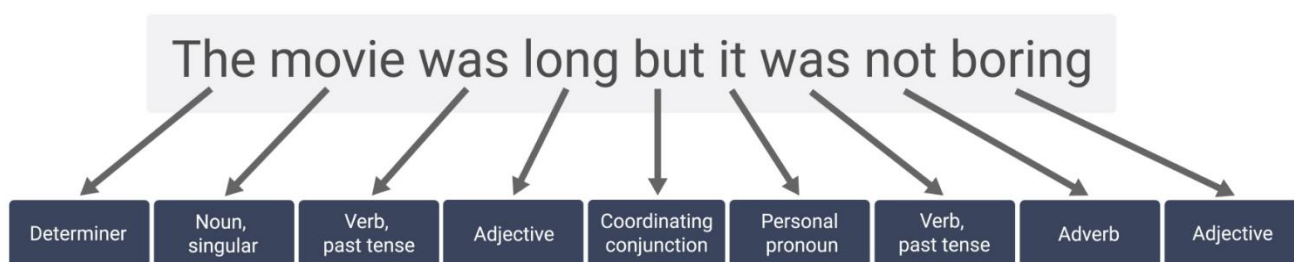 The movie was long but it was not boring
Determiner
Noun,
singular
Verb,
past tense
Adjective
Coordinating
conjunction
Personal
pronoun
Verb,
past tense
Adverb
Adjective